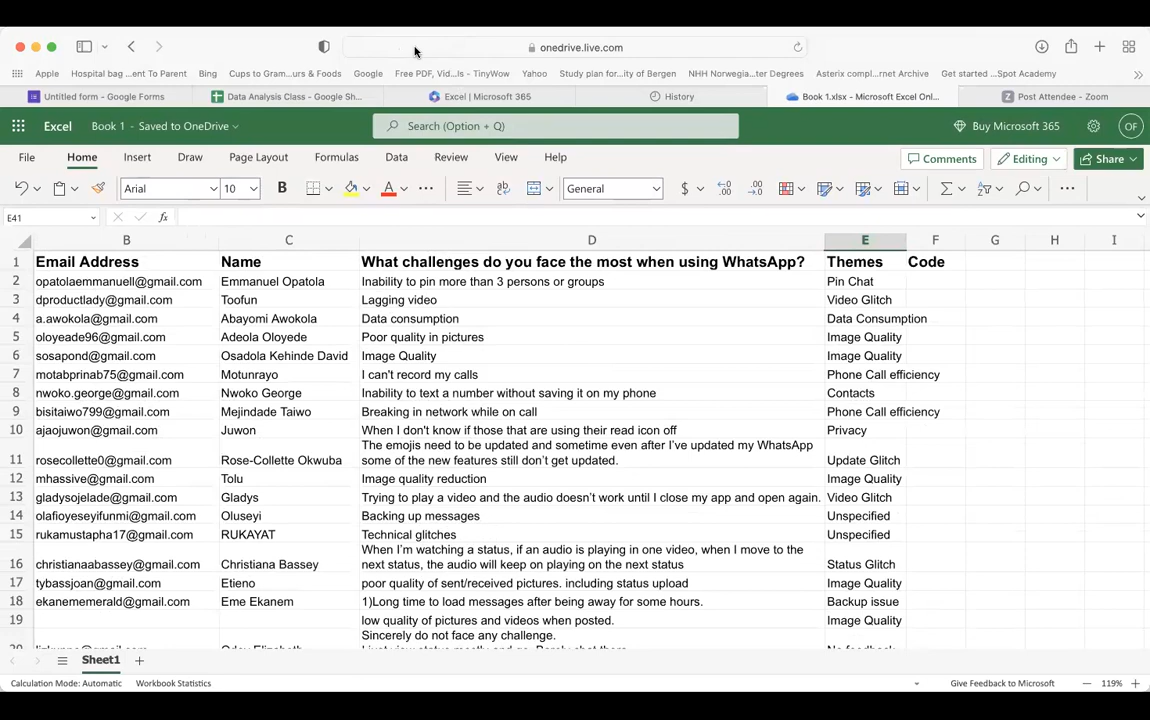 onedrive.live.com
Apple Hospital bag ...nt To Parent Bing Cups to Gram...urs & Foods Google Free PDF, Vid...ls - TinyWow Yahoo Study plan for...ity of Bergen NHH Norwegia...ter Degrees Asterix compl...rnet Archive Get started ...Spot Academy
Untitled form - Google Forms Data Analysis Class - Google Sh... Excel | Microsoft 365 History Book 1.xlsx - Microsoft Excel Onl... Post Attendee - Zoom
Excel Book 1 - Saved to OneDrive Search (Option + Q) Buy Microsoft 365 OF
File Home Insert Draw Page Layout Formulas Data Review View Help Comments Editing Share
Arial 10 B A General $
E41 fx
B C D E F G H I
1 Email Address Name What challenges do you face the most when using WhatsApp? Themes Code
2 opatolaemmanuell@gmail.com Emmanuel Opatola Inability to pin more than 3 persons or groups Pin Chat
3 dproductlady@gmail.com Toofun Lagging video Video Glitch
4 a.awokola@gmail.com Abayomi Awokola Data consumption Data Consumption
5 oloyeade96@gmail.com Adeola Oloyede Poor quality in pictures Image Quality
6 sosapond@gmail.com Osadola Kehinde David Image Quality Image Quality
7 motabprinab75@gmail.com Motunrayo I can't record my calls Phone Call efficiency
8 nwoko.george@gmail.com Nwoko George Inability to text a number without saving it on my phone Contacts
9 bisitaiwo799@gmail.com Mejindade Taiwo Breaking in network while on call Phone Call efficiency
10 ajaojuwon@gmail.com Juwon When I don't know if those that are using their read icon off Privacy
The emojis need to be updated and sometime even after I've updated my WhatsApp
11 rosecollette0@gmail.com Rose-Collette Okwuba some of the new features still don't get updated. Update Glitch
12 mhassive@gmail.com Tolu Image quality reduction Image Quality
13 gladysojelade@gmail.com Gladys Trying to play a video and the audio doesn't work until I close my app and open again. Video Glitch
14 olafioyeseyifunmi@gmail.com Oluseyi Backing up messages Unspecified
15 rukamustapha17@gmail.com RUKAYAT Technical glitches Unspecified
When I'm watching a status, if an audio is playing in one video, when I move to the
16 christianaabassey@gmail.com Christiana Bassey next status, the audio will keep on playing on the next status Status Glitch
17 tybassjoan@gmail.com Etieno poor quality of sent/received pictures. including status upload Image Quality
18 ekanememerald@gmail.com Eme Ekanem 1)Long time to load messages after being away for some hours. Backup issue
19 low quality of pictures and videos when posted. Image Quality
Sincerely do not face any challenge.
Sheet1
Calculation Mode: Automatic Workbook Statistics Give Feedback to Microsoft 119%